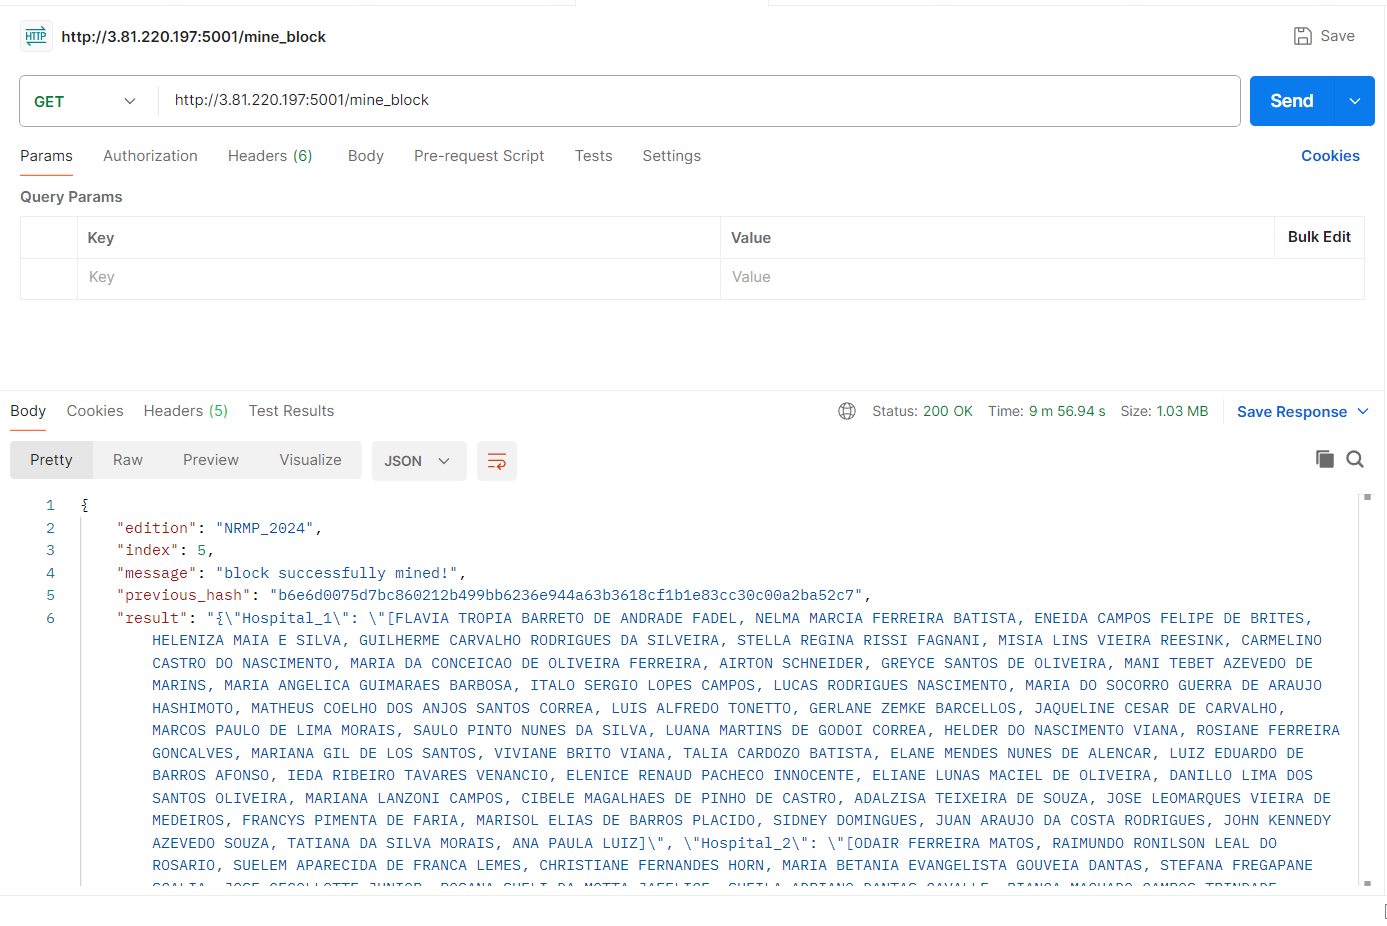 HTTP http://3.81.220.197:5001/mine_block Save
GET http://3.81.220.197:5001/mine_block Send
Params Authorization Headers (6) Body Pre-request Script Tests Settings Cookies
Query Params
Key Value Bulk Edit
Key Value
Body Cookies Headers (5) Test Results Status: 200 OK Time: 9 m 56.94 s Size: 1.03 MB Save Response
Pretty Raw Preview Visualize JSON
1 {
2 "edition": "NRMP_2024",
3 "index": 5,
4 "message": "block successfully mined!",
5 "previous_hash": "b6e6d0075d7bc860212b499bb6236e944a63b3618cf1b1e83cc30c00a2ba52c7",
6 "result": "{\"Hospital_1\": \"[FLAVIA TROPIA BARRETO DE ANDRADE FADEL, NELMA MARCIA FERREIRA BATISTA, ENEIDA CAMPOS FELIPE DE BRITES,
HELENIZA MAIA E SILVA, GUILHERME CARVALHO RODRIGUES DA SILVEIRA, STELLA REGINA RISSI FAGNANI, MISIA LINS VIEIRA REESINK, CARMELINO
CASTRO DO NASCIMENTO, MARIA DA CONCEICAO DE OLIVEIRA FERREIRA, AIRTON SCHNEIDER, GREYCE SANTOS DE OLIVEIRA, MANI TEBET AZEVEDO DE
MARINS, MARIA ANGELICA GUIMARAES BARBOSA, ITALO SERGIO LOPES CAMPOS, LUCAS RODRIGUES NASCIMENTO, MARIA DO SOCORRO GUERRA DE ARAUJO
HASHIMOTO, MATHEUS COELHO DOS ANJOS SANTOS CORREA, LUIS ALFREDO TONETTO, GERLANE ZEMKE BARCELLOS, JAQUELINE CESAR DE CARVALHO,
MARCOS PAULO DE LIMA MORAIS, SAULO PINTO NUNES DA SILVA, LUANA MARTINS DE GODOI CORREA, HELDER DO NASCIMENTO VIANA, ROSIANE FERREIRA
GONCALVES, MARIANA GIL DE LOS SANTOS, VIVIANE BRITO VIANA, TALIA CARDOZO BATISTA, ELANE MENDES NUNES DE ALENCAR, LUIZ EDUARDO DE
BARROS AFONSO, IEDA RIBEIRO TAVARES VENANCIO, ELENICE RENAUD PACHECO INNOCENTE, ELIANE LUNAS MACIEL DE OLIVEIRA, DANILLO LIMA DOS
SANTOS OLIVEIRA, MARIANA LANZONI CAMPOS, CIBELE MAGALHAES DE PINHO DE CASTRO, ADALZISA TEIXEIRA DE SOUZA, JOSE LEOMARQUES VIEIRA DE
MEDEIROS, FRANCYS PIMENTA DE FARIA, MARISOL ELIAS DE BARROS PLACIDO, SIDNEY DOMINGUES, JUAN ARAUJO DA COSTA RODRIGUES, JOHN KENNEDY
AZEVEDO SOUZA, TATIANA DA SILVA MORAIS, ANA PAULA LUIZ]\", \"Hospital_2\": \"[ODAIR FERREIRA MATOS, RAIMUNDO RONILSON LEAL DO
ROSARIO, SUELEM APARECIDA DE FRANCA LEMES, CHRISTIANE FERNANDES HORN, MARIA BETANIA EVANGELISTA GOUVEIA DANTAS, STEFANA FREGAPANE